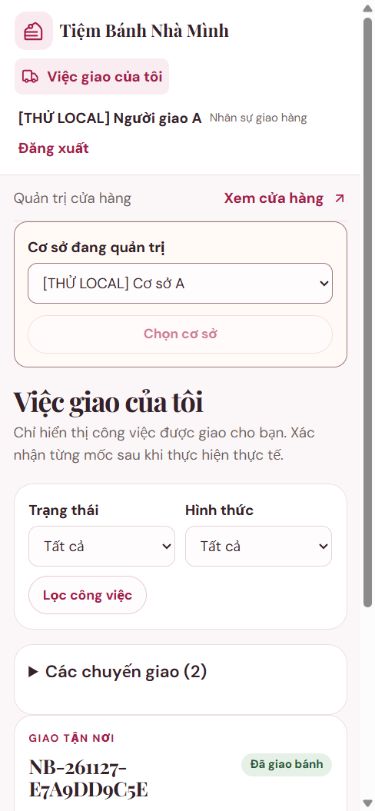 Tiệm Bánh Nhà Mình
Việc giao của tôi
[THỬ LOCAL] Người giao A Nhân sự giao hàng
Đăng xuất
Quản trị cửa hàng Xem cửa hàng
Cơ sở đang quản trị
[THỬ LOCAL] Cơ sở A
Chọn cơ sở
Việc giao của tôi
Chỉ hiển thị công việc được giao cho bạn. Xác
nhận từng mốc sau khi thực hiện thực tế.
Trạng thái Hình thức
Tất cả Tất cả
Lọc công việc
Các chuyến giao (2)
GIAO TẬN NƠI
NB-261127- Đã giao bánh
E7A9DD9C5E